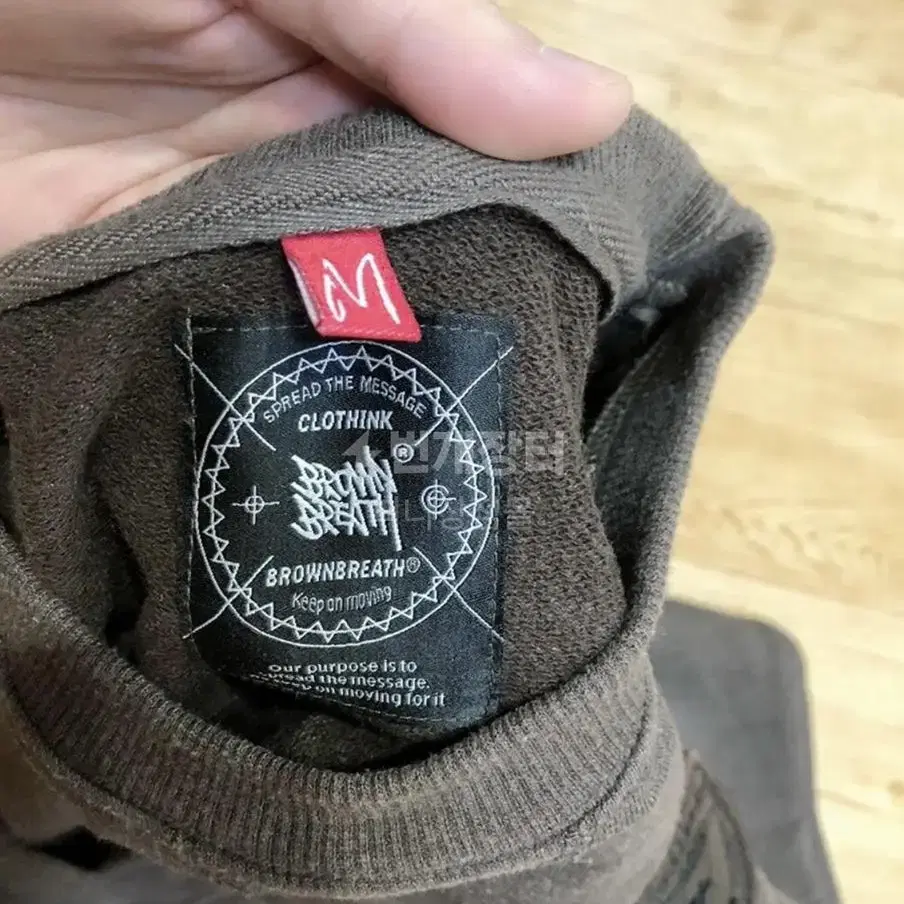 M
SPREAD THE MESSAGE
CLOTHINK
®
BROWN
BREATH
BROWNBREATH®
Keep on moving
Our purpose is to
spread the message.
keep on moving for it
번개장터